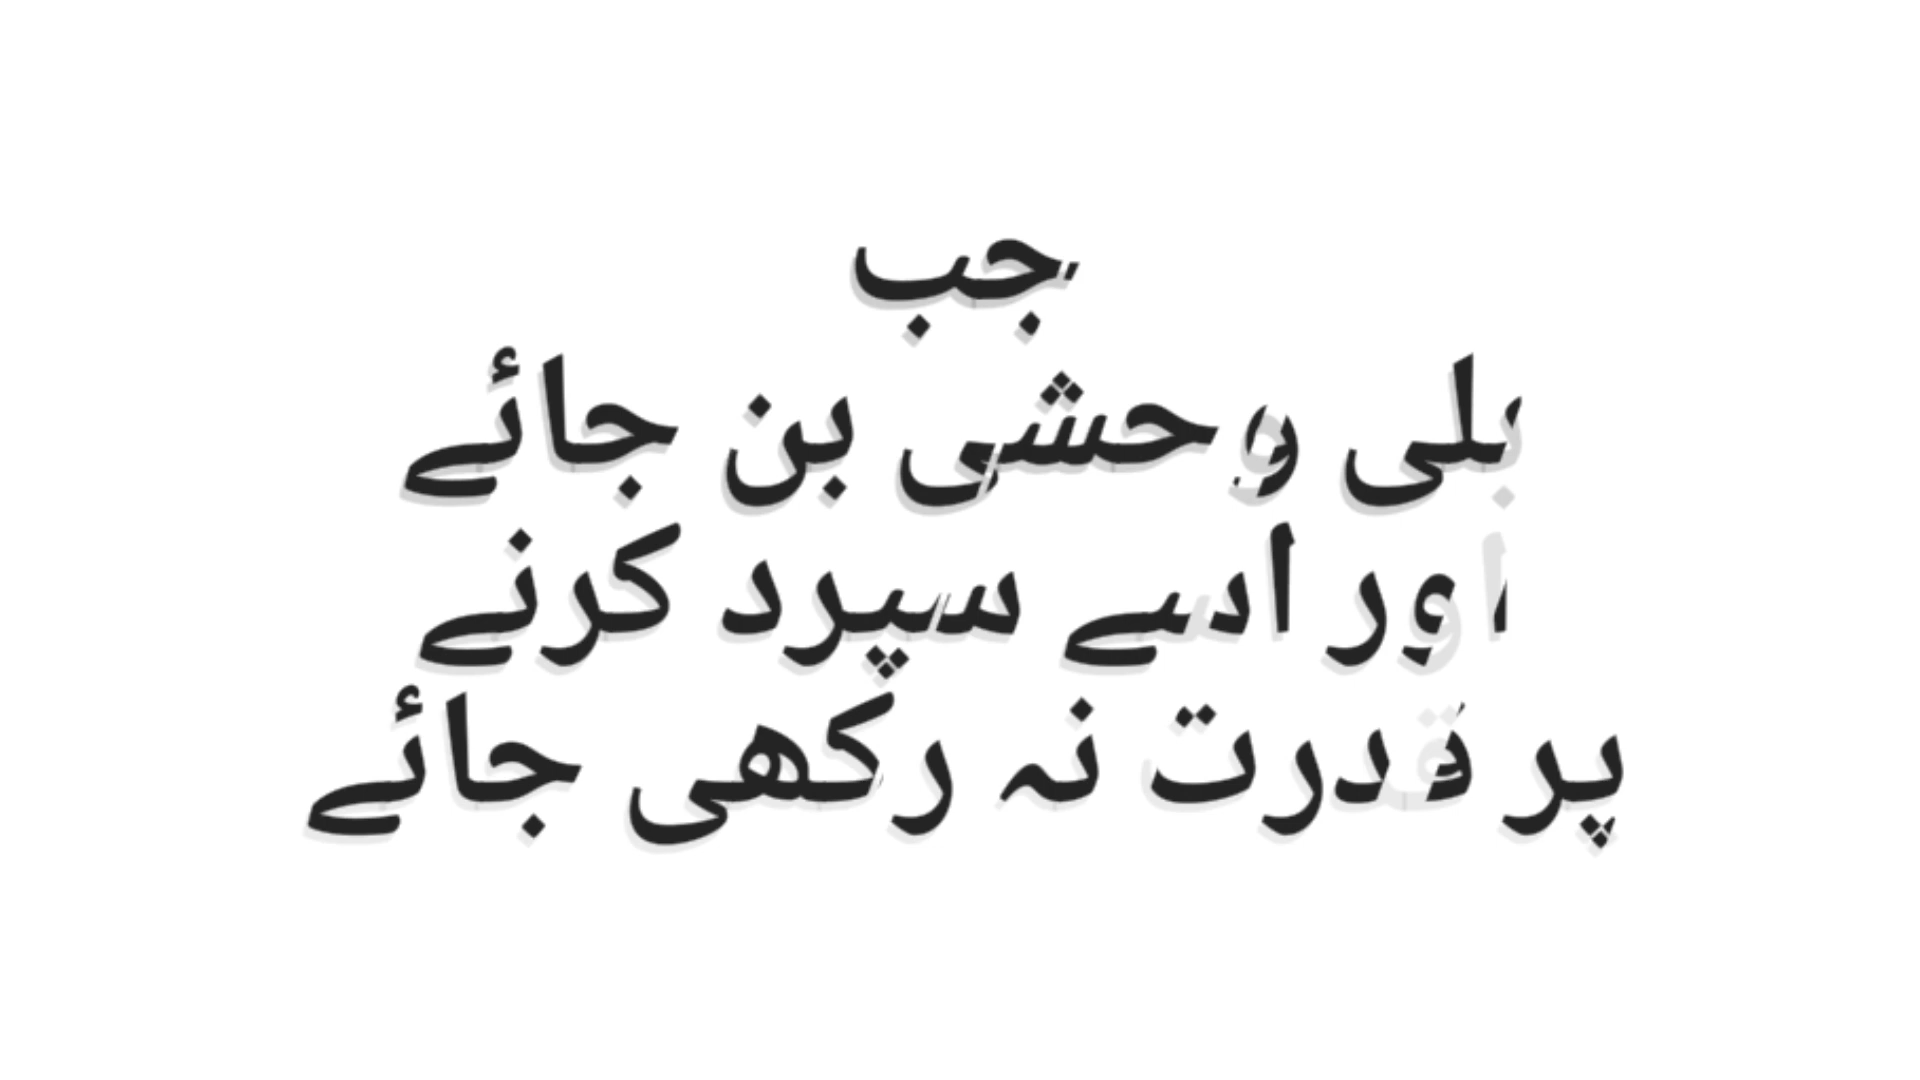 جب
بلی وحشی بن جائے
اور اسے سپرد کرنے
پر قدرت نہ رکھی جائے